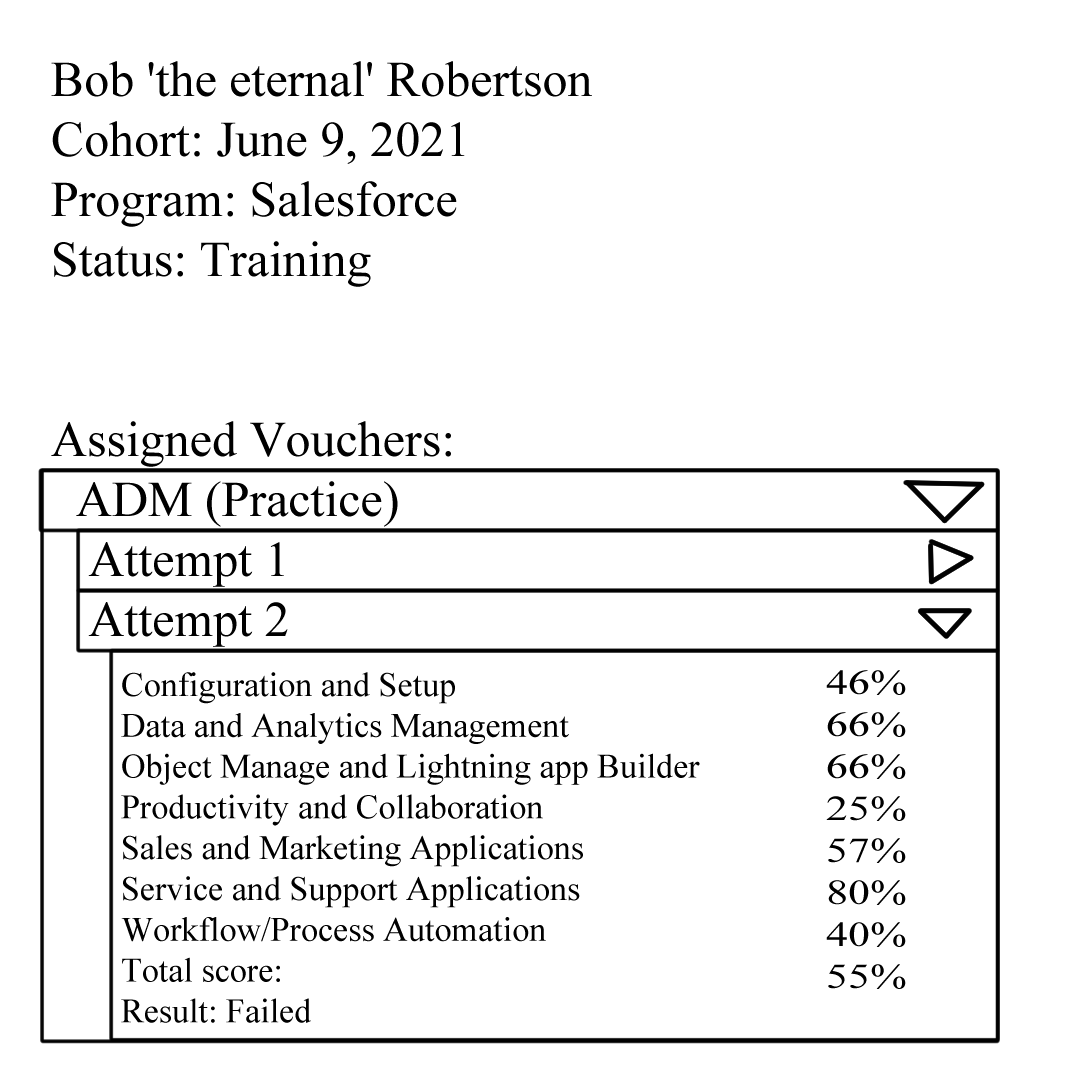 Bob 'the eternal' Robertson
Cohort: June 9, 2021
Program: Salesforce
Status: Training
Assigned Vouchers:
ADM (Practice)
Attempt 1
Attempt 2
Configuration and Setup 46%
Data and Analytics Management 66%
Object Manage and Lightning app Builder 66%
Productivity and Collaboration 25%
Sales and Marketing Applications 57%
Service and Support Applications 80%
Workflow/Process Automation 40%
Total score: 55%
Result: Failed